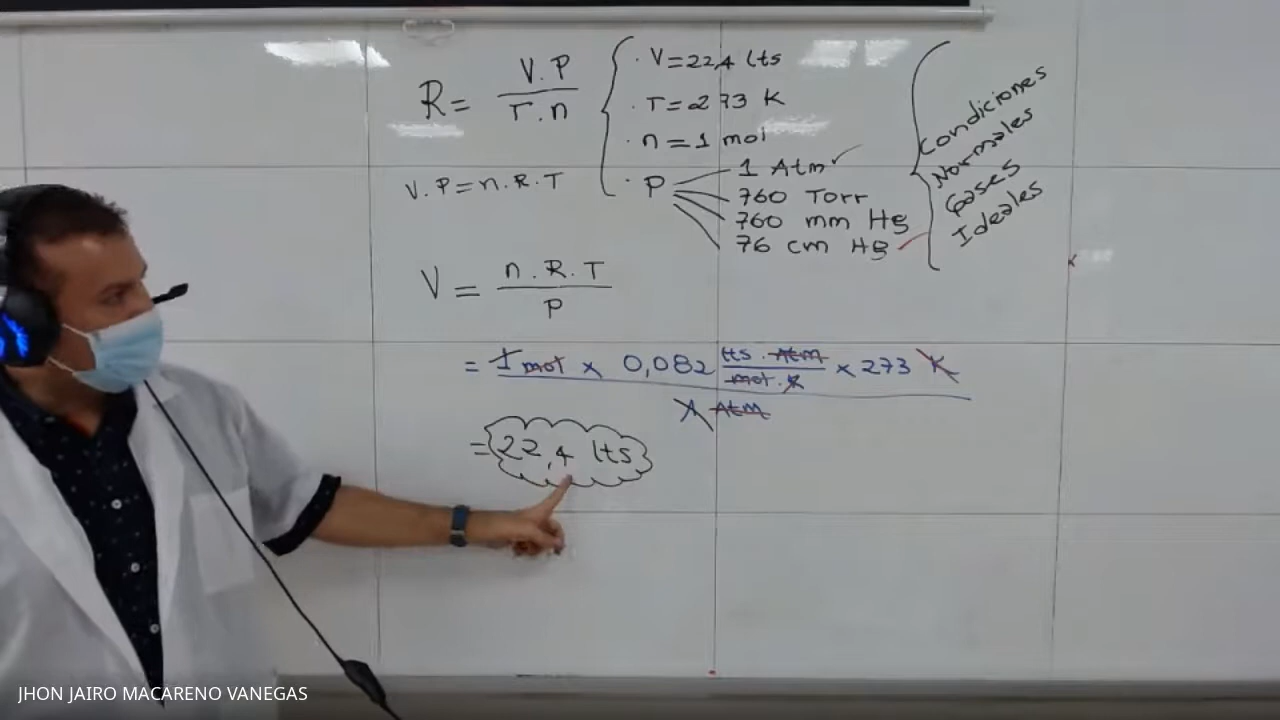 R = V.P / T.n
· V=22,4 lts
· T=273 K
· n=1 mol
· P
1 Atm
760 Torr
760 mm Hg
76 cm Hg
Condiciones
Normales
Gases
Ideales
V.P=n.R.T
V = n.R.T / P
= 1 mol x 0,082 lts.Atm / mol.K x 273 K
1 Atm
= 22,4 lts
JHON JAIRO MACARENO VANEGAS